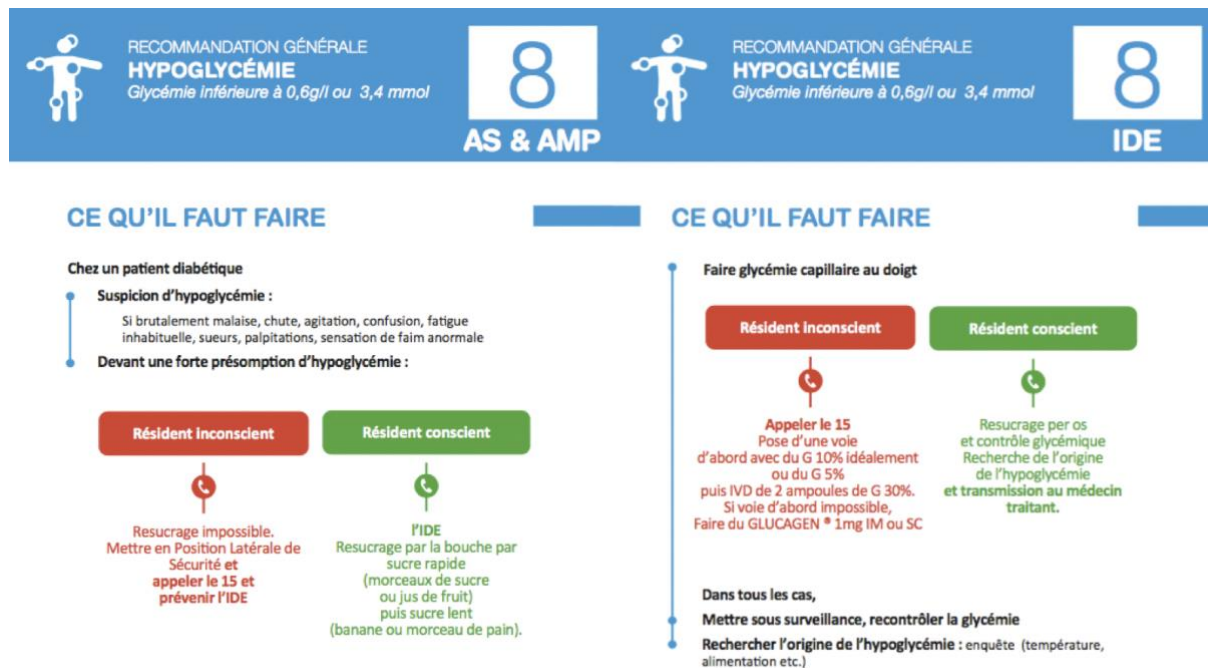 RECOMMANDATION GÉNÉRALE
HYPOGLYCÉMIE
Glycémie inférieure à 0,6g/l ou 3,4 mmol
8
AS & AMP
CE QU'IL FAUT FAIRE
Chez un patient diabétique
Suspicion d'hypoglycémie :
Si brutalement malaise, chute, agitation, confusion, fatigue
inhabituelle, sueurs, palpitations, sensation de faim anormale
Devant une forte présomption d'hypoglycémie :
Résident inconscient
Resucrage impossible.
Mettre en Position Latérale de
Sécurité et
appeler le 15 et
prévenir l'IDE
Résident conscient
l'IDE
Resucrage par la bouche par
sucre rapide
(morceaux de sucre
ou jus de fruit)
puis sucre lent
(banane ou morceau de pain).
RECOMMANDATION GÉNÉRALE
HYPOGLYCÉMIE
Glycémie inférieure à 0,6g/l ou 3,4 mmol
8
IDE
CE QU'IL FAUT FAIRE
Faire glycémie capillaire au doigt
Résident inconscient
Appeler le 15
Pose d'une voie
d'abord avec du G 10% idéalement
ou du G 5%
puis IVD de 2 ampoules de G 30%.
Si voie d'abord impossible,
Faire du GLUCAGEN ® 1mg IM ou SC
Résident conscient
Resucrage per os
et contrôle glycémique
Recherche de l'origine
de l'hypoglycémie
et transmission au médecin
traitant.
Dans tous les cas,
Mettre sous surveillance, recontrôler la glycémie
Rechercher l'origine de l'hypoglycémie : enquête (température,
alimentation etc.)